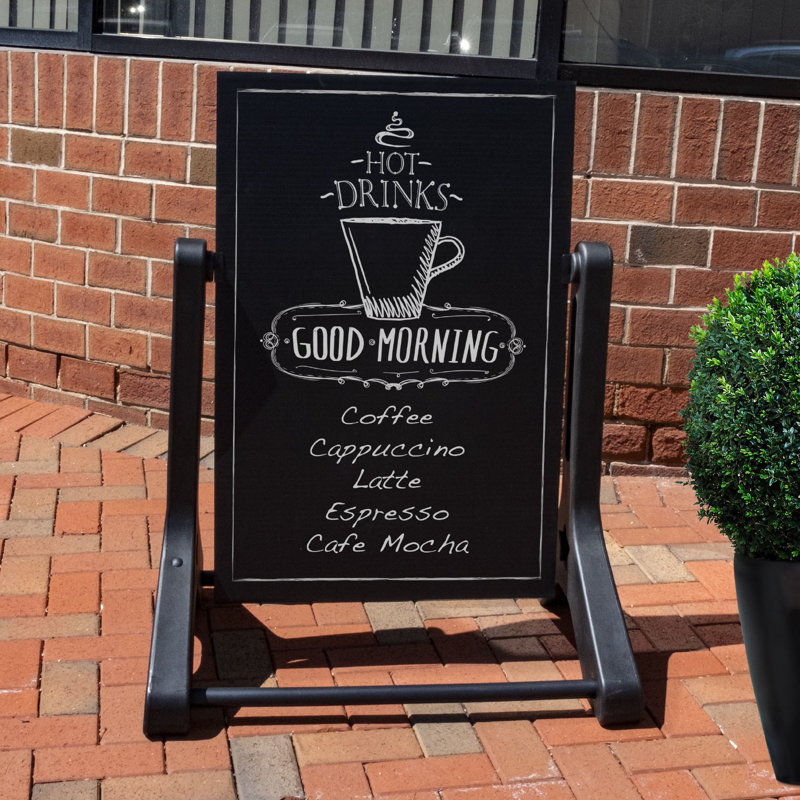 -HOT-
~DRINKS~
GOOD·MORNING
Coffee
Cappuccino
Latte
Espresso
Cafe Mocha